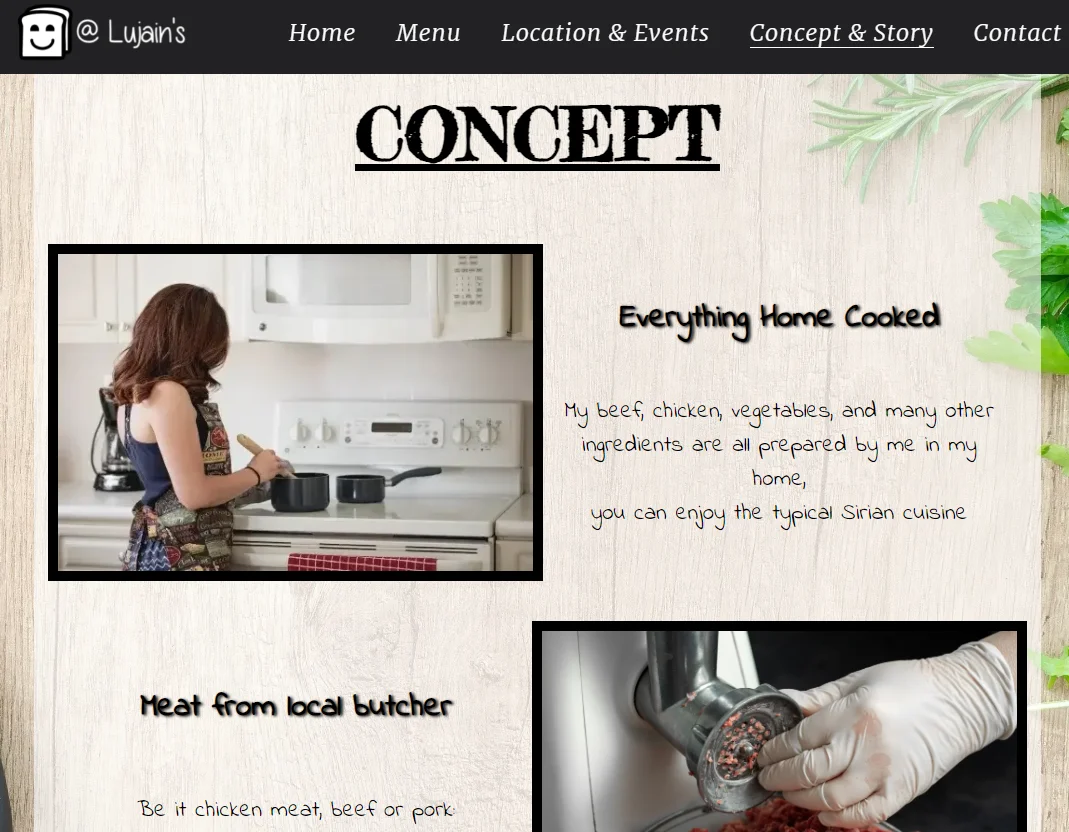 @ Lujain's
Home Menu Location & Events Concept & Story Contact
CONCEPT
Everything Home Cooked
My beef, chicken, vegetables, and many other
ingredients are all prepared by me in my
home,
you can enjoy the typical Sirian cuisine
Meat from local butcher
Be it chicken meat, beef or pork: